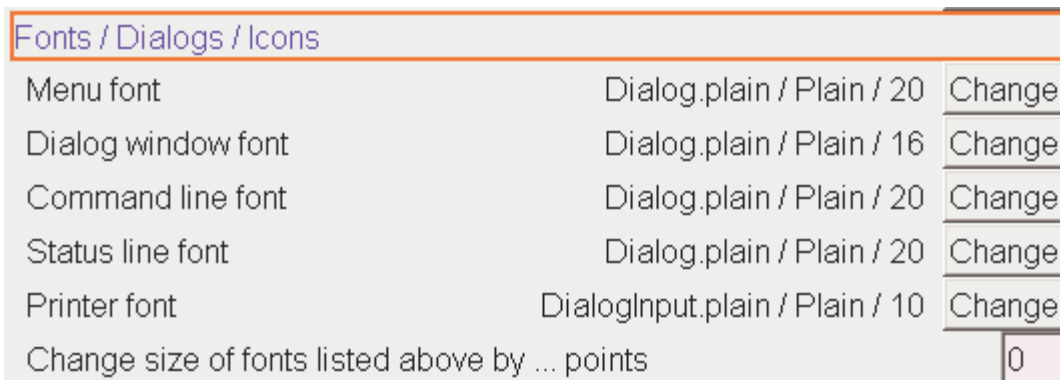 Fonts / Dialogs / Icons
Menu font Dialog.plain / Plain / 20 Change
Dialog window font Dialog.plain / Plain / 16 Change
Command line font Dialog.plain / Plain / 20 Change
Status line font Dialog.plain / Plain / 20 Change
Printer font DialogInput.plain / Plain / 10 Change
Change size of fonts listed above by ... points 0